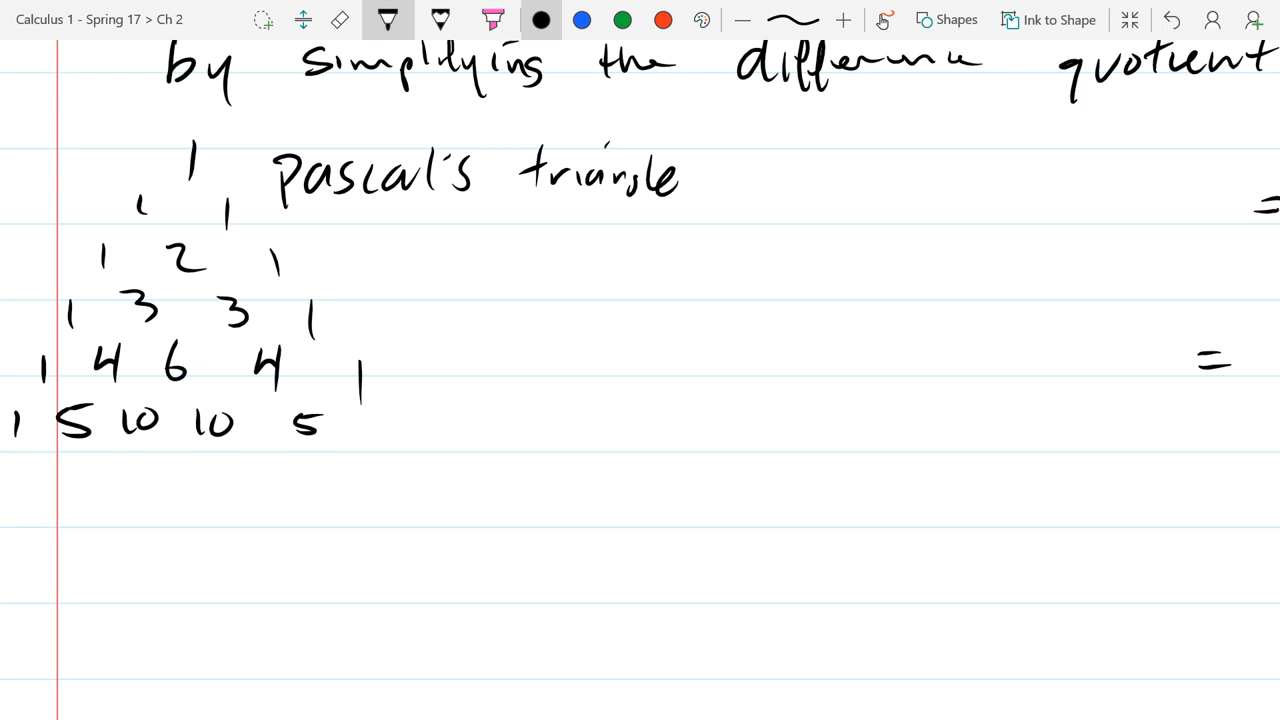 Calculus 1 - Spring 17 > Ch 2 Shapes Ink to Shape
by simplifying the difference quotient
1 pascal's triangle
1 1
=
1 2 1
1 3 3 1
1 4 6 4 1
=
1 5 10 10 5